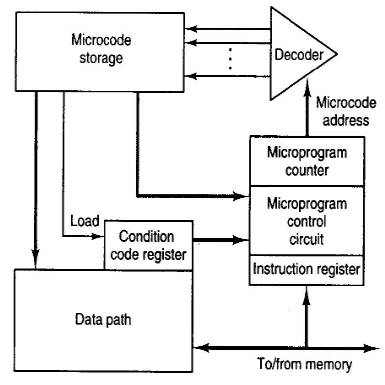 Microcode
storage
Decoder
Microcode
address
Microprogram
counter
Microprogram
control
circuit
Instruction register
Load
Condition
code register
Data path
To/from memory